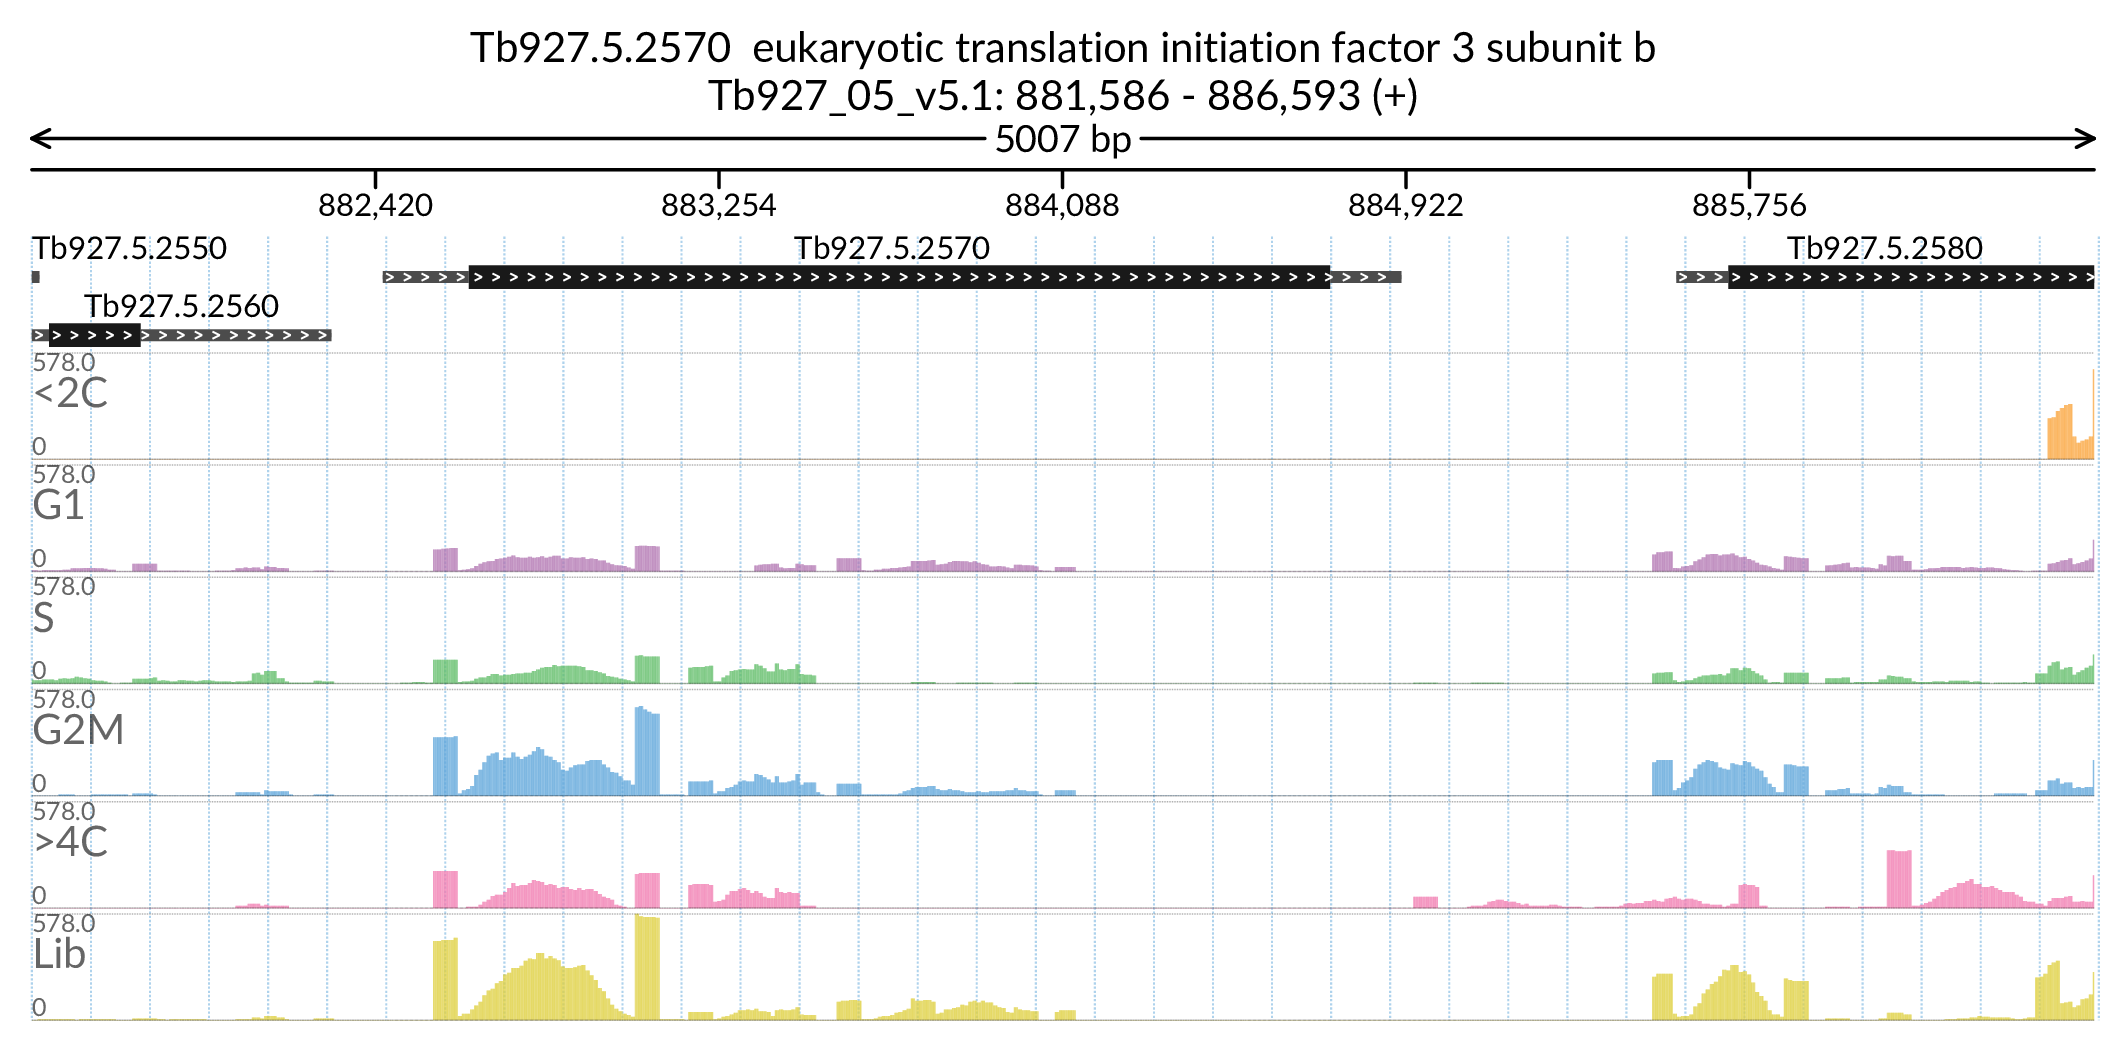 Tb927.5.2570  eukaryotic translation initiation factor 3 subunit b
Tb927_05_v5.1: 881,586 - 886,593 (+)
5007 bp
882,420 883,254 884,088 884,922 885,756
Tb927.5.2550 Tb927.5.2570 Tb927.5.2580
Tb927.5.2560
578.0
<2C
0
578.0
G1
0
578.0
S
0
578.0
G2M
0
578.0
>4C
0
578.0
Lib
0